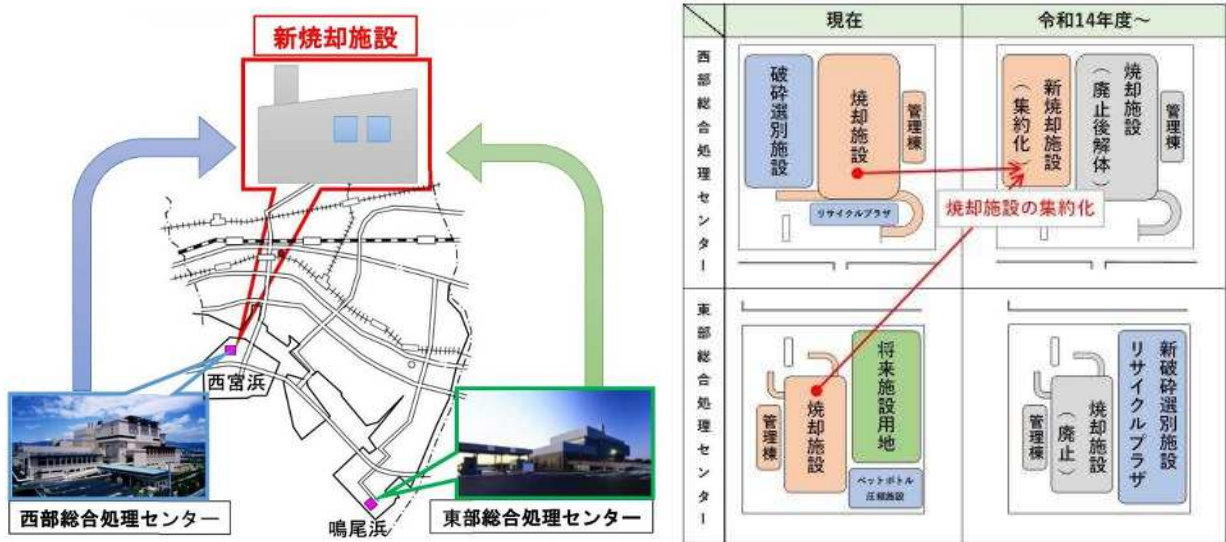 新焼却施設
西宮浜
西部総合処理センター
鳴尾浜
東部総合処理センター
現在
令和14年度~
西部総合処理センター
破砕選別施設
焼却施設
管理棟
リサイクルプラザ
新焼却施設
(集約化)
焼却施設
(廃止後解体)
管理棟
焼却施設の集約化
東部総合処理センター
管理棟
焼却施設
将来施設用地
ペットボトル
圧縮施設
管理棟
焼却施設
(廃止)
新破砕選別施設
リサイクルプラザ